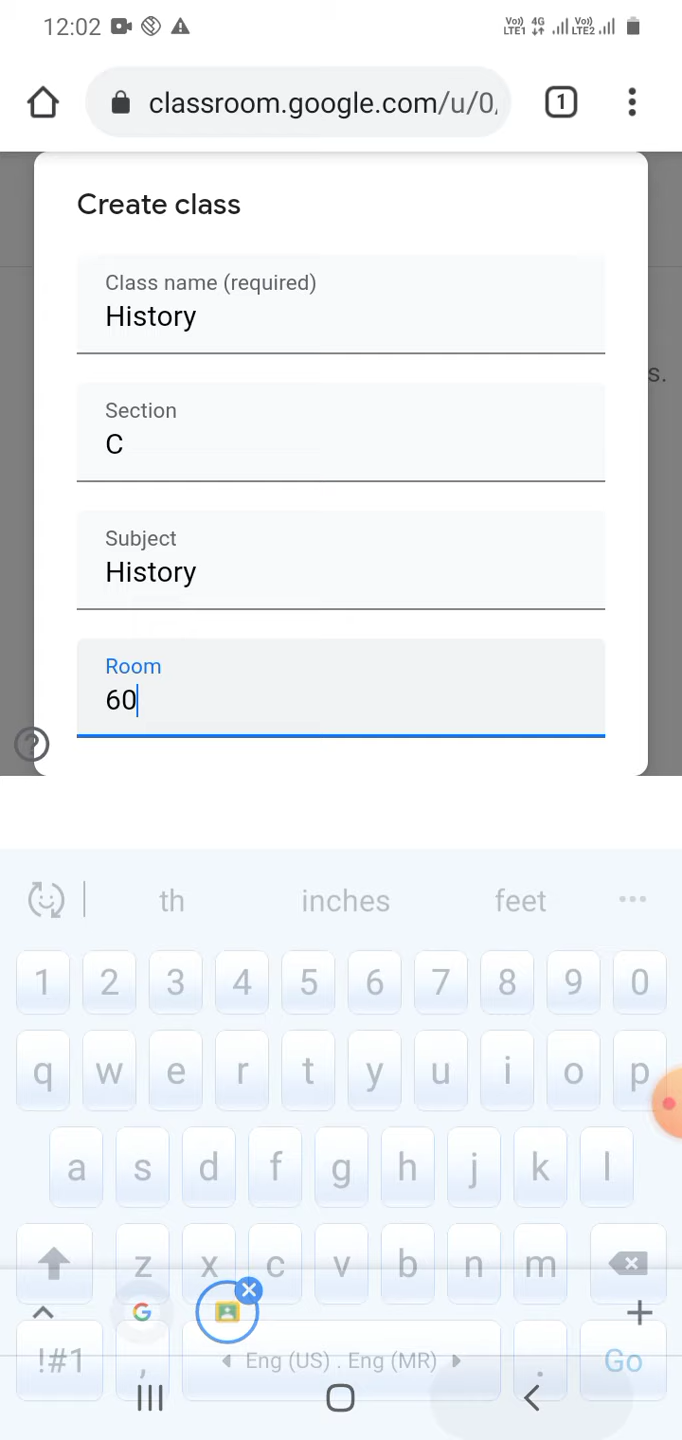 12:02 Vo)) LTE1 4G Vo)) LTE2
classroom.google.com/u/0, 1
Create class
Class name (required)
History
s.
Section
C
Subject
History
Room
60
?
th inches feet ...
1 2 3 4 5 6 7 8 9 0
q w e r t y u i o p
a s d f g h j k l
z x c v b n m
G
!#1 , Eng (US) . Eng (MR) . Go